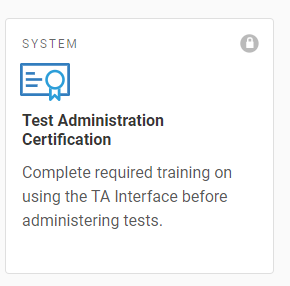 SYSTEM
Test Administration
Certification
Complete required training on
using the TA Interface before
administering tests.